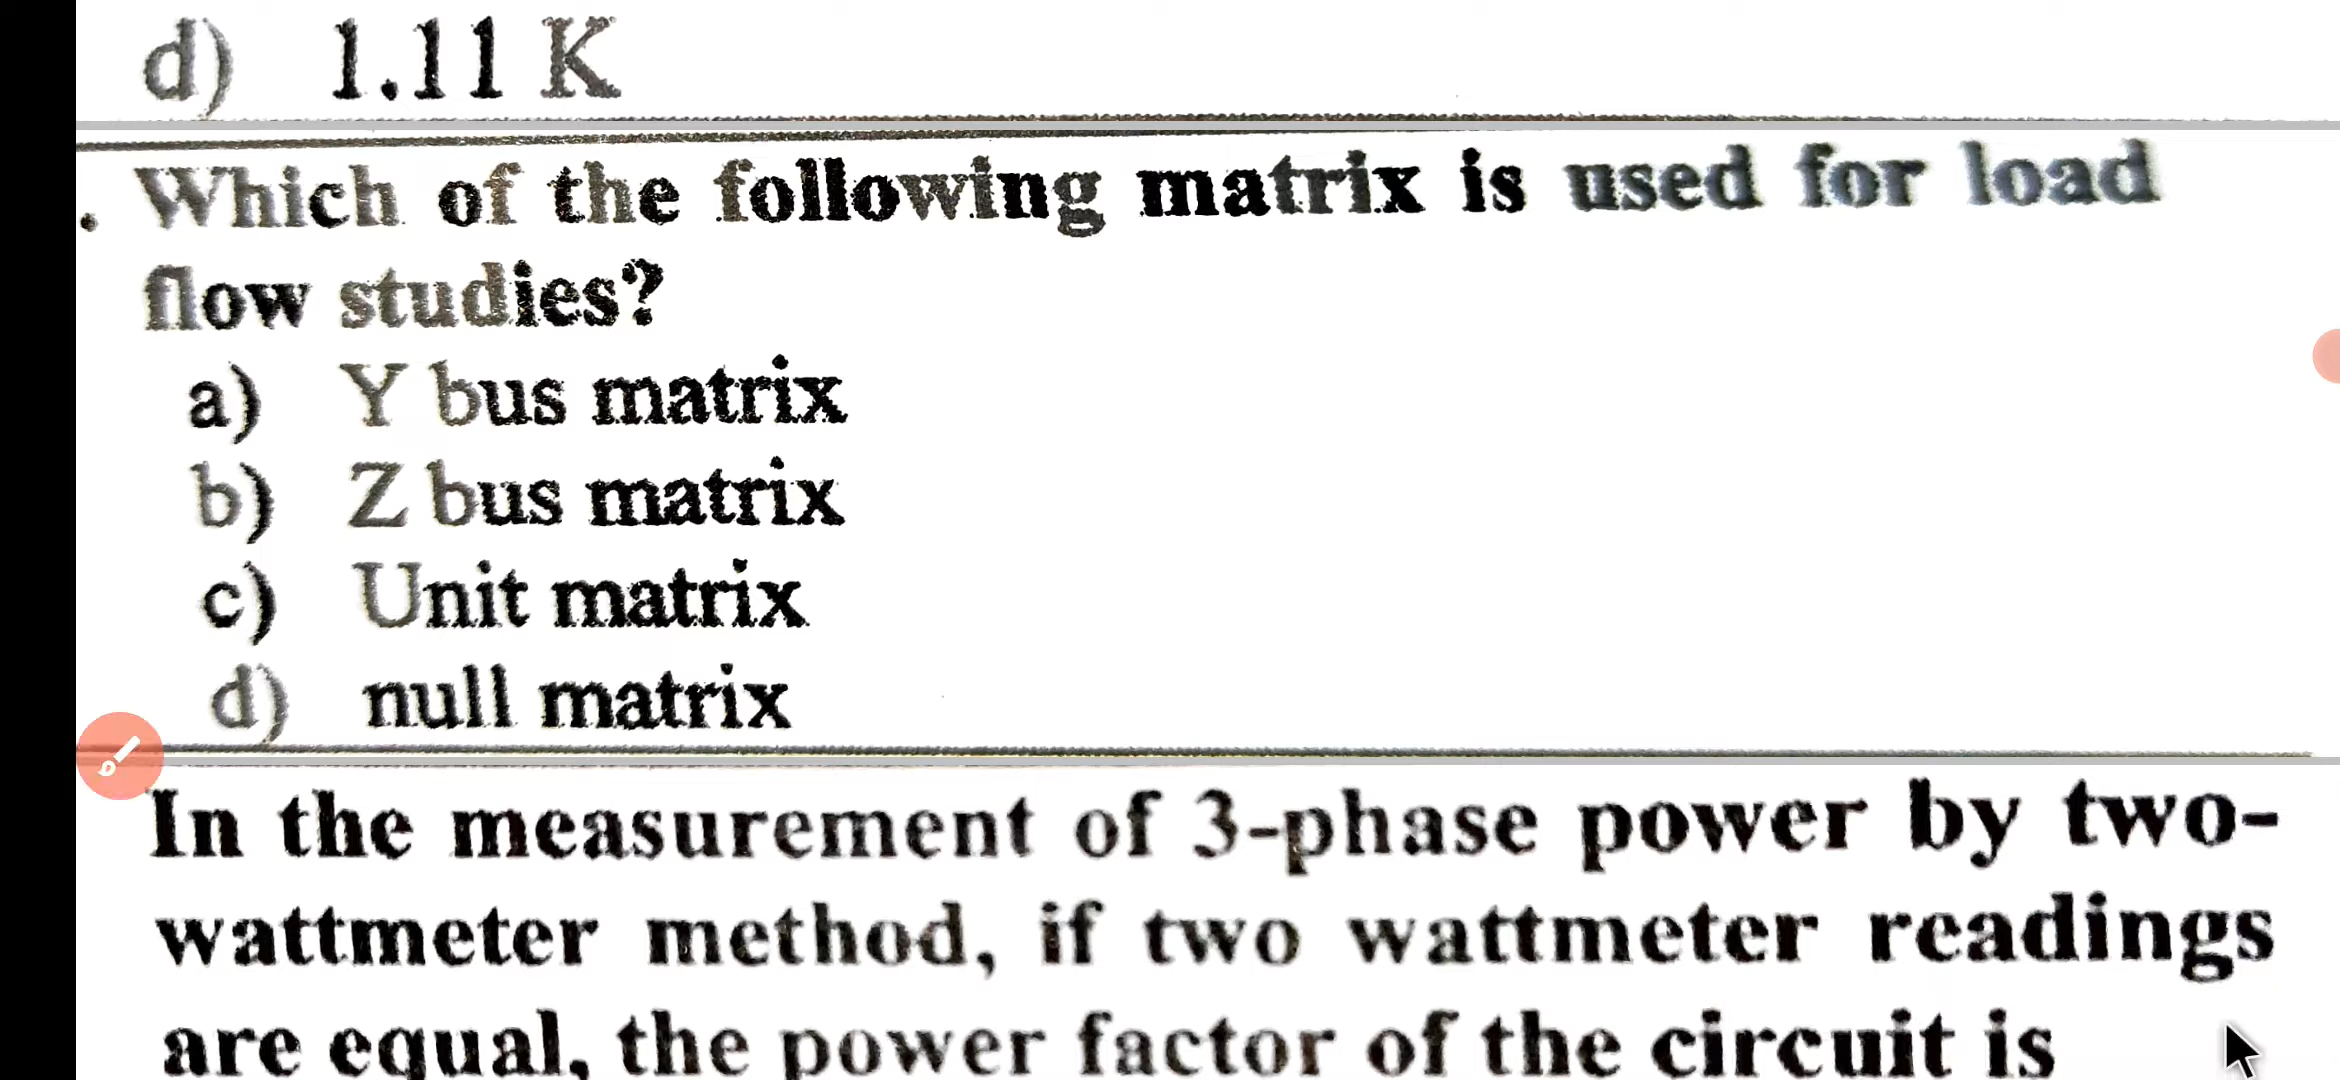 d) 1.11 K
. Which of the following matrix is used for load
flow studies?
a) Y bus matrix
b) Z bus matrix
c) Unit matrix
d) null matrix
In the measurement of 3-phase power by two-
wattmeter method, if two wattmeter readings
are equal, the power factor of the circuit is